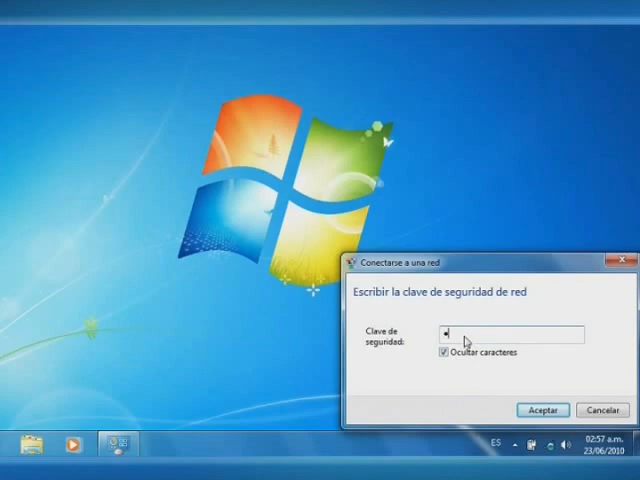 Conectarse a una red
Escribir la clave de seguridad de red
Clave de
seguridad:
Ocultar caracteres
Aceptar
Cancelar
ES
02:57 a.m.
23/06/2010